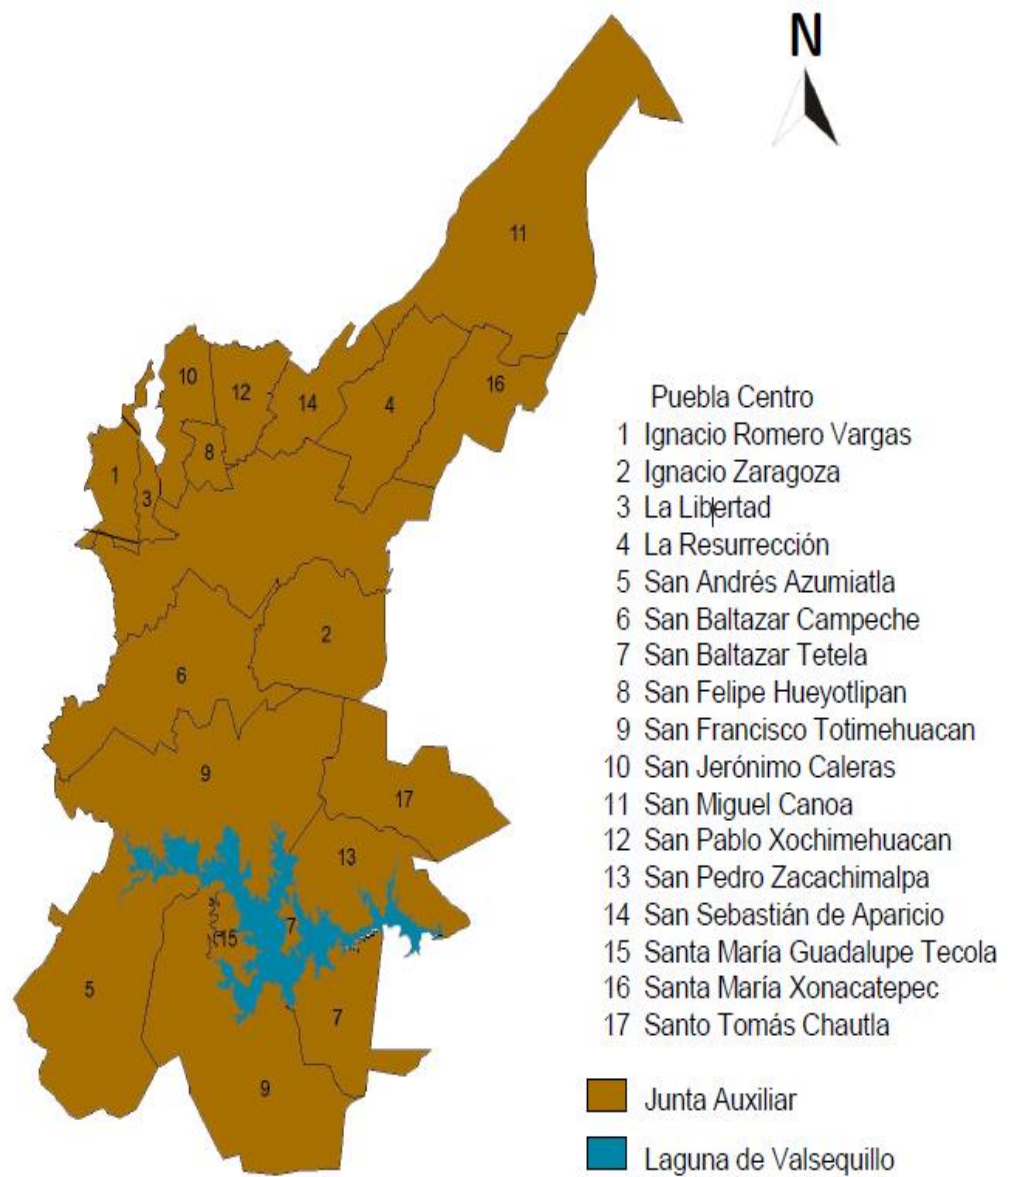 N
11
10
12
14
4
16
8
1
3
2
6
9
17
13
7
15
5
7
9
Puebla Centro
1 Ignacio Romero Vargas
2 Ignacio Zaragoza
3 La Libertad
4 La Resurrección
5 San Andrés Azumiatla
6 San Baltazar Campeche
7 San Baltazar Tetela
8 San Felipe Hueyotlipan
9 San Francisco Totimehuacan
10 San Jerónimo Caleras
11 San Miguel Canoa
12 San Pablo Xochimehuacan
13 San Pedro Zacachimalpa
14 San Sebastián de Aparicio
15 Santa María Guadalupe Tecola
16 Santa María Xonacatepec
17 Santo Tomás Chautla
Junta Auxiliar
Laguna de Valsequillo